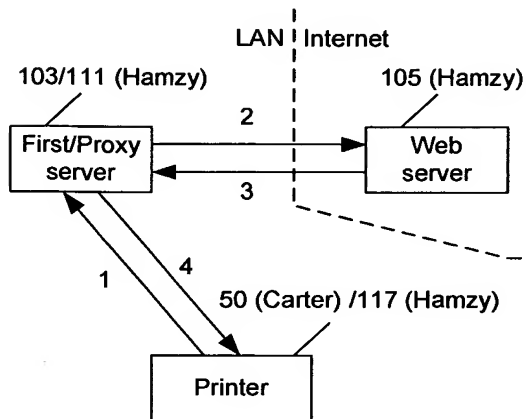 LAN Internet
103/111 (Hamzy)
105 (Hamzy)
First/Proxy
server
2
3
Web
server
1
4
50 (Carter) /117 (Hamzy)
Printer